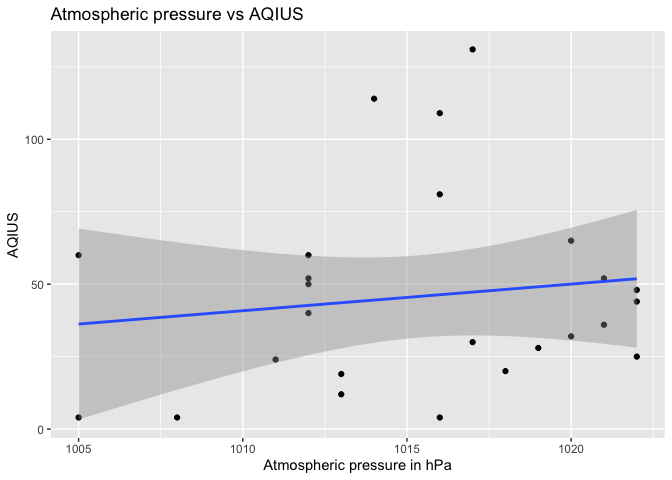 Atmospheric pressure vs AQIUS
100
50
0
AQIUS
1005 1010 1015 1020
Atmospheric pressure in hPa